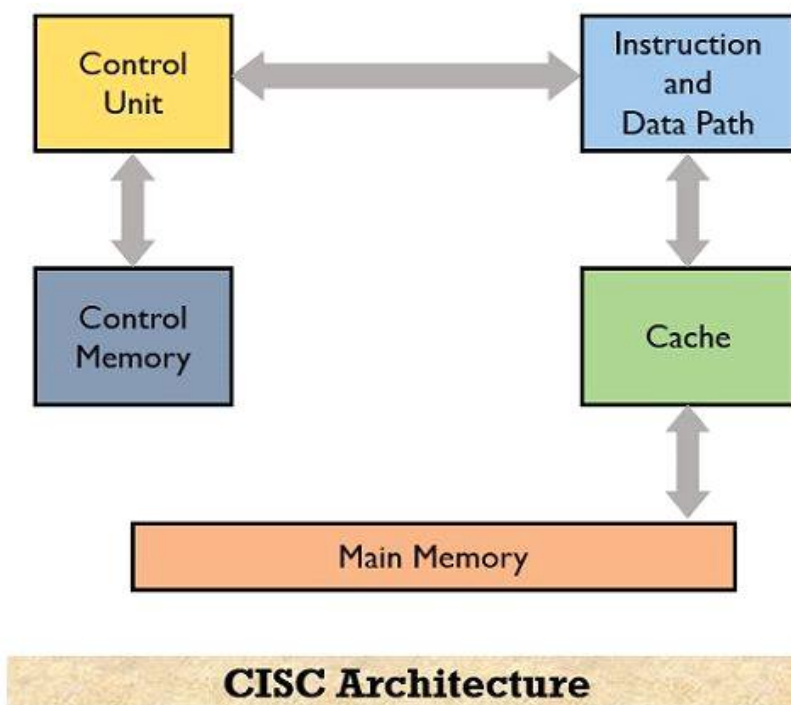 Control
Unit
Instruction
and
Data Path
Control
Memory
Cache
Main Memory
CISC Architecture